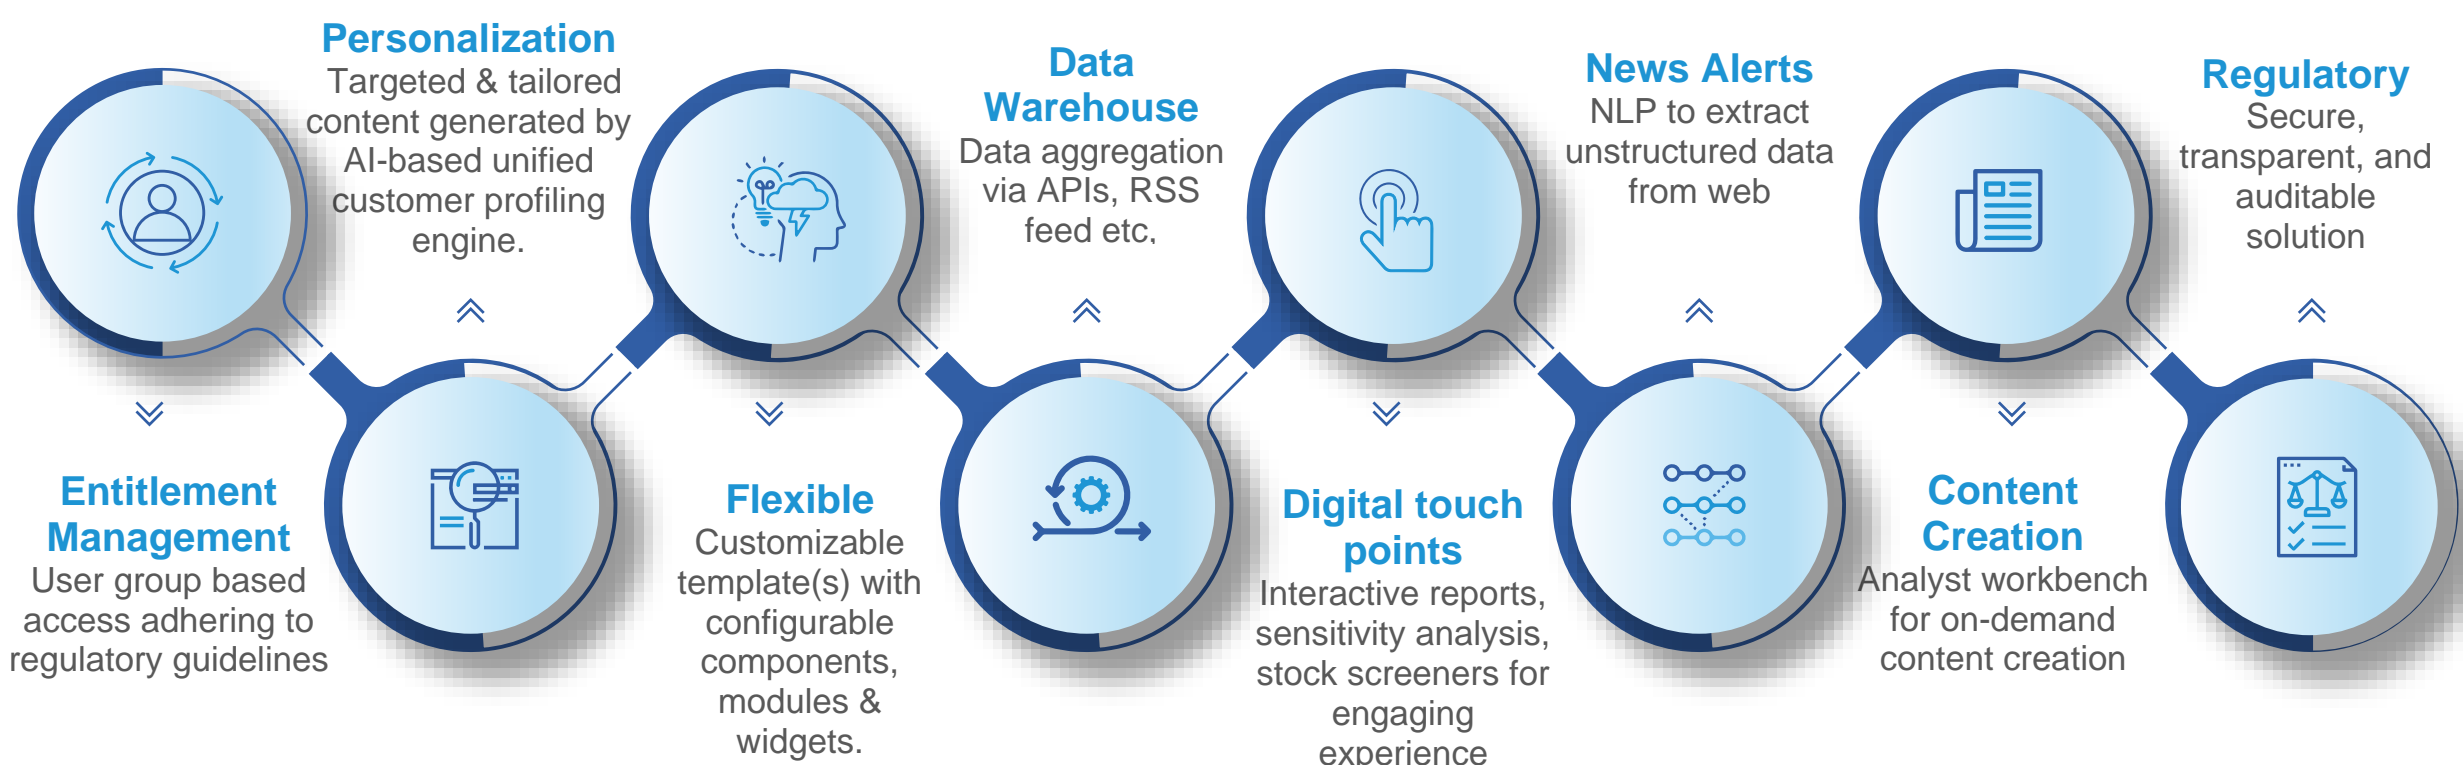 Entitlement
Management
User group based
access adhering to
regulatory guidelines
Personalization
Targeted & tailored
content generated by
AI-based unified
customer profiling
engine.
Flexible
Customizable
template(s) with
configurable
components,
modules &
widgets.
Data
Warehouse
Data aggregation
via APIs, RSS
feed etc,
Digital touch
points
Interactive reports,
sensitivity analysis,
stock screeners for
engaging
experience
News Alerts
NLP to extract
unstructured data
from web
Content
Creation
Analyst workbench
for on-demand
content creation
Regulatory
Secure,
transparent, and
auditable
solution